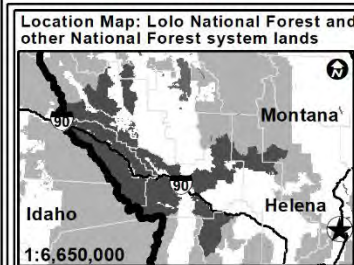 Location Map: Lolo National Forest and
other National Forest system lands
N
Montana
90
90
Idaho
Helena
1:6,650,000